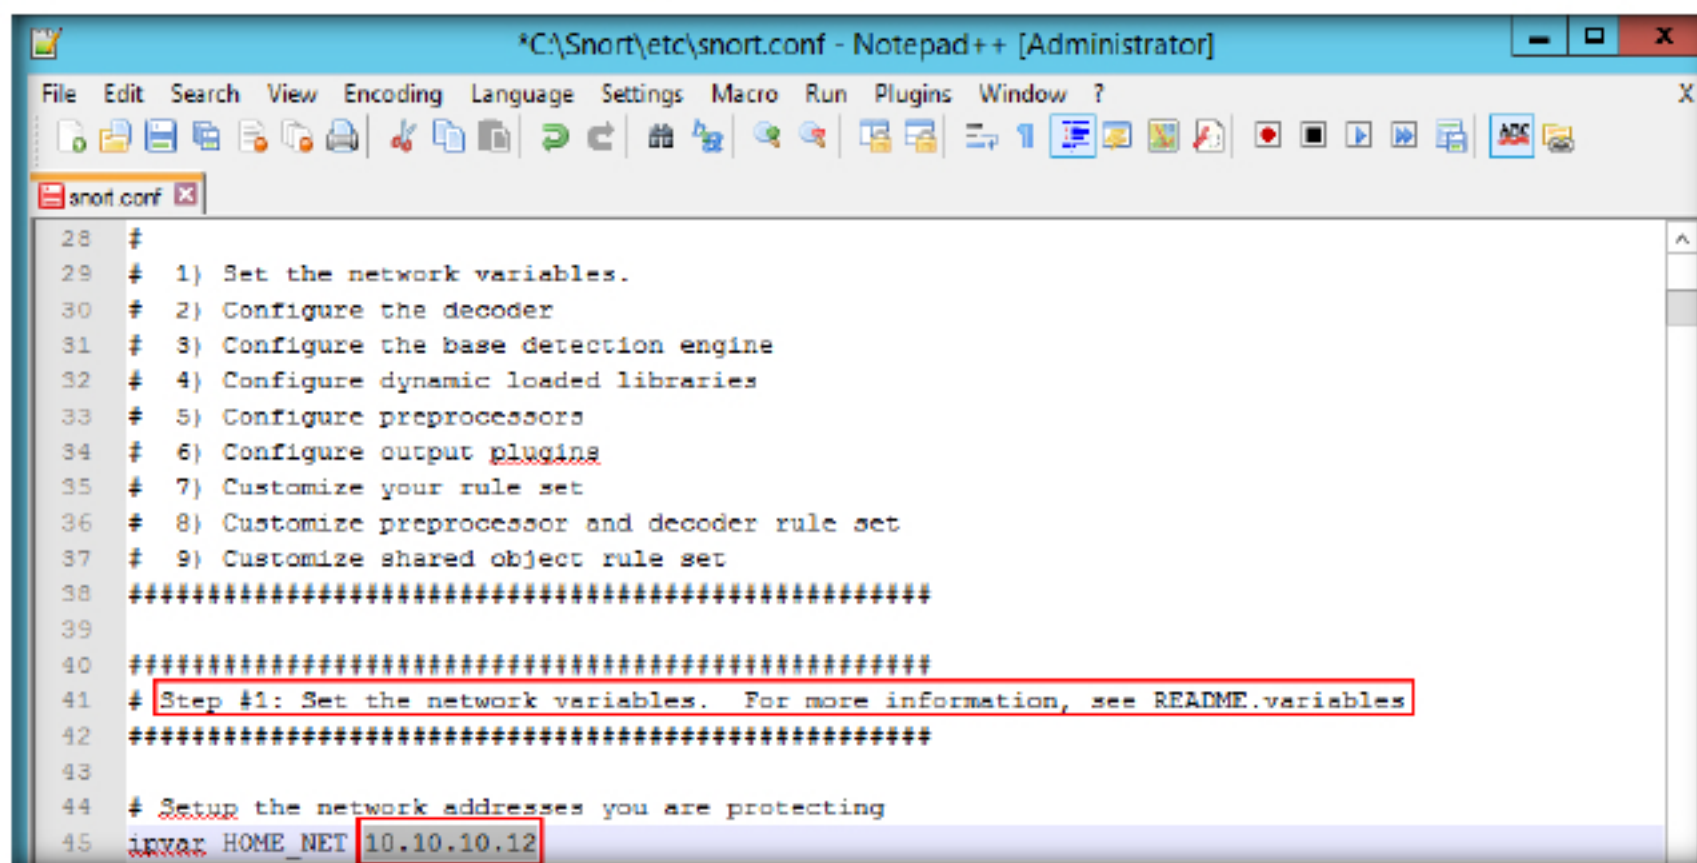 *C:\Snort\etc\snort.conf - Notepad++ [Administrator]
File Edit Search View Encoding Language Settings Macro Run Plugins Window ? X
ABC
snort.conf
28 #
29 # 1) Set the network variables.
30 # 2) Configure the decoder
31 # 3) Configure the base detection engine
32 # 4) Configure dynamic loaded libraries
33 # 5) Configure preprocessors
34 # 6) Configure output plugins
35 # 7) Customize your rule set
36 # 8) Customize preprocessor and decoder rule set
37 # 9) Customize shared object rule set
38 ###################################################
39
40 ###################################################
41 # Step #1: Set the network variables.  For more information, see README.variables
42 ###################################################
43
44 # Setup the network addresses you are protecting
45 ipvar HOME_NET 10.10.10.12